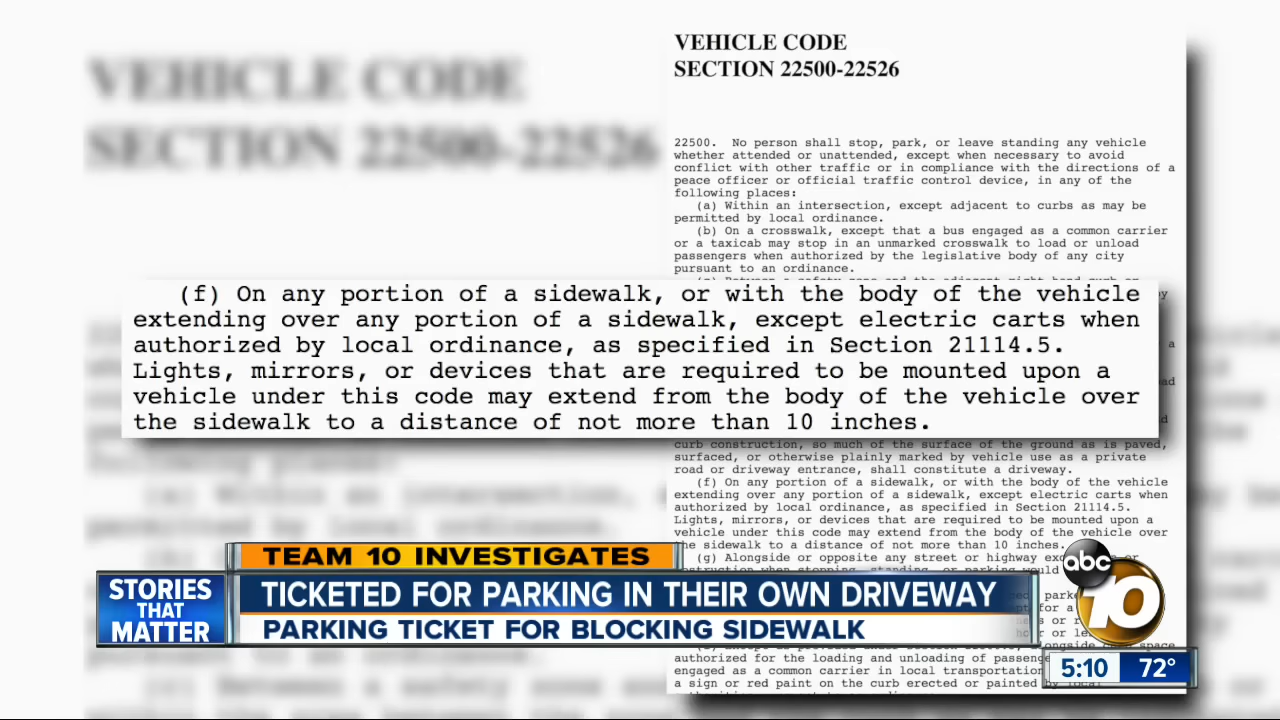 VEHICLE CODE
SECTION 22500-22526
VEHICLE CODE
SECTION 22500-22526
22500. No person shall stop, park, or leave standing any vehicle
whether attended or unattended, except when necessary to avoid
conflict with other traffic or in compliance with the directions of a
peace officer or official traffic control device, in any of the
following places:
(a) Within an intersection, except adjacent to curbs as may be
permitted by local ordinance.
(b) On a crosswalk, except that a bus engaged as a common carrier
or a taxicab may stop in an unmarked crosswalk to load or unload
passengers when authorized by the legislative body of any city
pursuant to an ordinance.
(f) On any portion of a sidewalk, or with the body of the vehicle
extending over any portion of a sidewalk, except electric carts when
authorized by local ordinance, as specified in Section 21114.5.
Lights, mirrors, or devices that are required to be mounted upon a
vehicle under this code may extend from the body of the vehicle over
the sidewalk to a distance of not more than 10 inches.
curb construction, so much of the surface of the ground as is paved,
surfaced, or otherwise plainly marked by vehicle use as a private
road or driveway entrance, shall constitute a driveway.
(f) On any portion of a sidewalk, or with the body of the vehicle
extending over any portion of a sidewalk, except electric carts when
authorized by local ordinance, as specified in Section 21114.5.
Lights, mirrors, or devices that are required to be mounted upon a
vehicle under this code may extend from the body of the vehicle over
the sidewalk to a distance of not more than 10 inches.
(g) Alongside or opposite any street or highway
when stopping, standing, or parking would
authorized for the loading and unloading of
engaged as a common carrier in local transportation
a sign or red paint on the curb erected or painted by local
TEAM 10 INVESTIGATES
STORIES
THAT
MATTER
TICKETED FOR PARKING IN THEIR OWN DRIVEWAY
PARKING TICKET FOR BLOCKING SIDEWALK
abc
10
5:10 72°